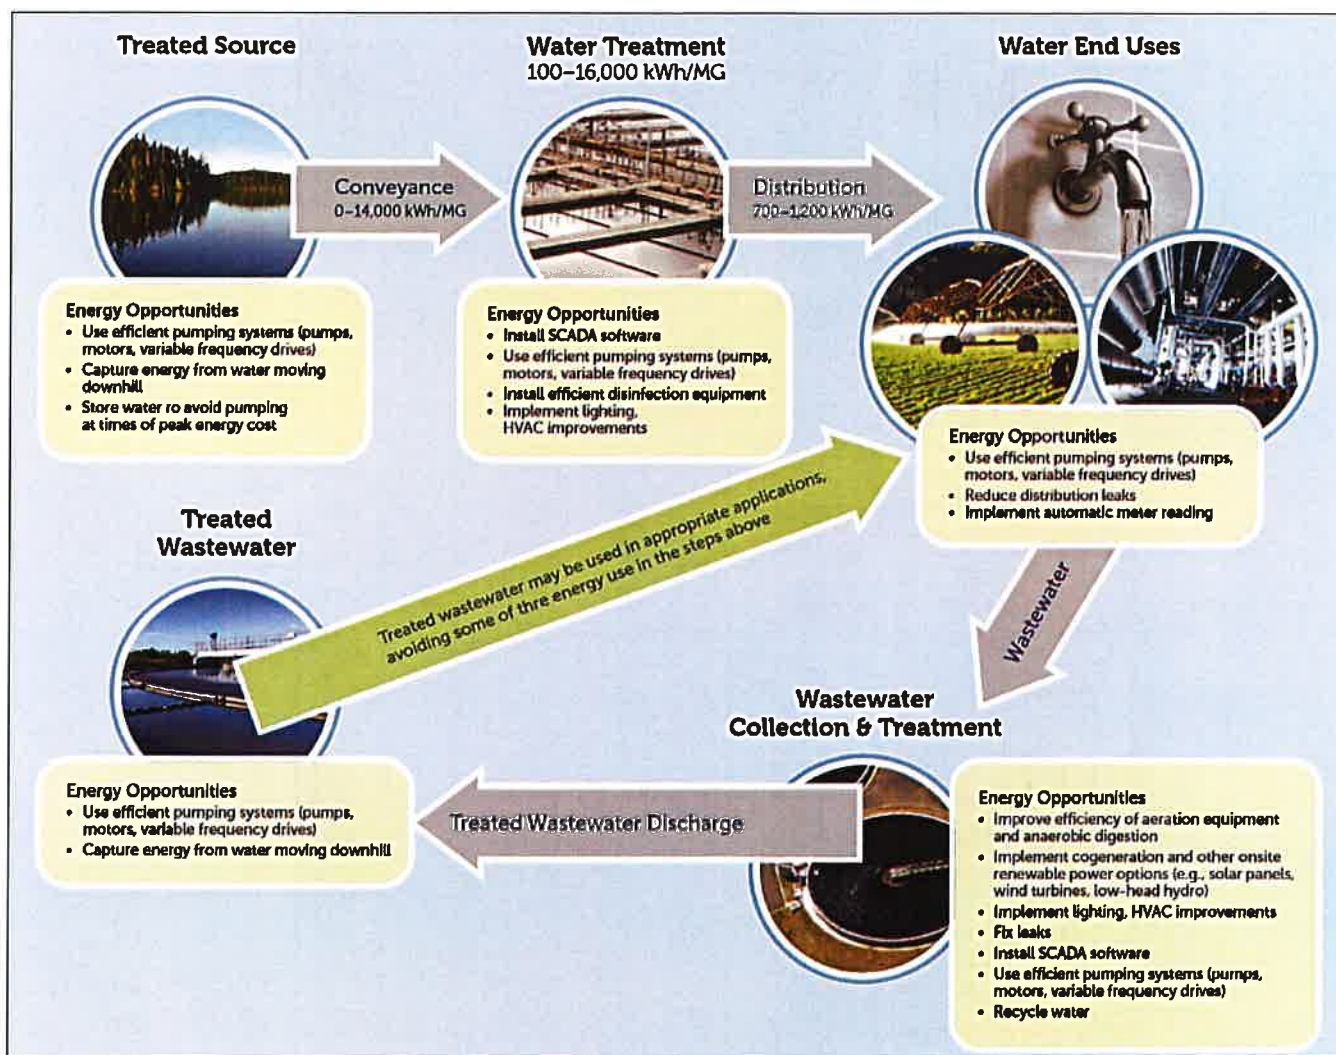 Treated Source
Water Treatment
100–16,000 kWh/MG
Water End Uses
Conveyance
0–14,000 kWh/MG
Distribution
700–1,200 kWh/MG
Energy Opportunities
• Use efficient pumping systems (pumps,
motors, variable frequency drives)
• Capture energy from water moving
downhill
• Store water ro avoid pumping
at times of peak energy cost
Energy Opportunities
• Install SCADA software
• Use efficient pumping systems (pumps,
motors, variable frequency drives)
• Install efficient disinfection equipment
• Implement lighting,
HVAC improvements
Energy Opportunities
• Use efficient pumping systems (pumps,
motors, variable frequency drives)
• Reduce distribution leaks
• Implement automatic meter reading
Treated wastewater may be used in appropriate applications,
avoiding some of thre energy use in the steps above
Treated
Wastewater
Wastewater
Wastewater
Collection & Treatment
Energy Opportunities
• Use efficient pumping systems (pumps,
motors, variable frequency drives)
• Capture energy from water moving downhill
Treated Wastewater Discharge
Energy Opportunities
• Improve efficiency of aeration equipment
and anaerobic digestion
• Implement cogeneration and other onsite
renewable power options (e.g., solar panels,
wind turbines, low-head hydro)
• Implement lighting, HVAC improvements
• Fix leaks
• Install SCADA software
• Use efficient pumping systems (pumps,
motors, variable frequency drives)
• Recycle water